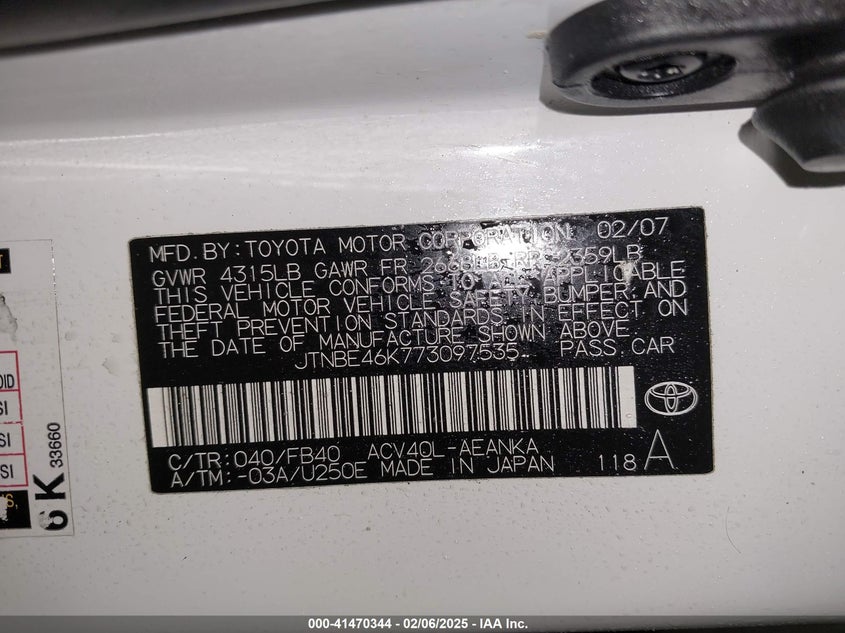 MFD. BY: TOYOTA MOTOR CORPORATION 02/07
GVWR 4315LB GAWR FR RR 2359LB
THIS VEHICLE CONFORMS TO ALL APPLICABLE
FEDERAL MOTOR VEHICLE SAFETY, BUMPER, AND
THEFT PREVENTION STANDARDS IN EFFECT ON
THE DATE OF MANUFACTURE SHOWN ABOVE
JTNBE46K773097535 PASS. CAR
C/TR: 040/FB40 ACV40L-AEANKA
A/TM: -03A/U250E MADE IN JAPAN 118 A
6K
33660
000-41470344 - 02/06/2025 - IAA Inc.